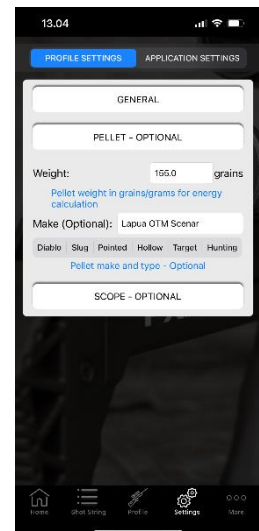 13.04
PROFILE SETTINGS APPLICATION SETTINGS
GENERAL
PELLET - OPTIONAL
Weight: 155.0 grains
Pellet weight in grains/grams for energy
calculation
Make (Optional): Lapua OTM Scenar
Diablo Slug Pointed Hollow Target Hunting
Pellet make and type - Optional
SCOPE - OPTIONAL
Home Shot String Profile Settings More